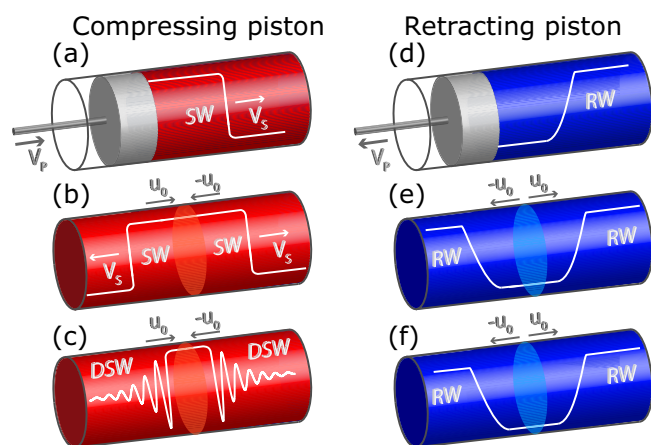 Compressing piston
(a)
SW
V_S
V_P
(b)
u_0 -u_0
V_S SW SW V_S
(c)
u_0 -u_0
DSW DSW
Retracting piston
(d)
RW
V_P
(e)
-u_0 u_0
RW RW
(f)
-u_0 u_0
RW RW